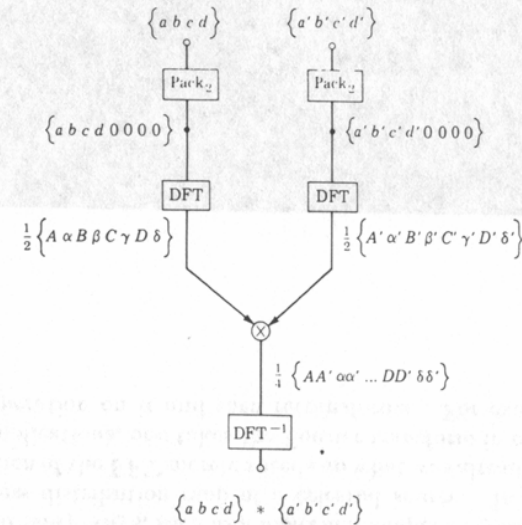 {a b c d} {a′ b′ c′ d′}
Pack₂ Pack₂
{a b c d 0 0 0 0} {a′ b′ c′ d′ 0 0 0 0}
DFT DFT
½ {A α B β C γ D δ} ½ {A′ α′ B′ β′ C′ γ′ D′ δ′}
×
¼ {AA′ αα′ ... DD′ δδ′}
DFT⁻¹
{a b c d} * {a′ b′ c′ d′}